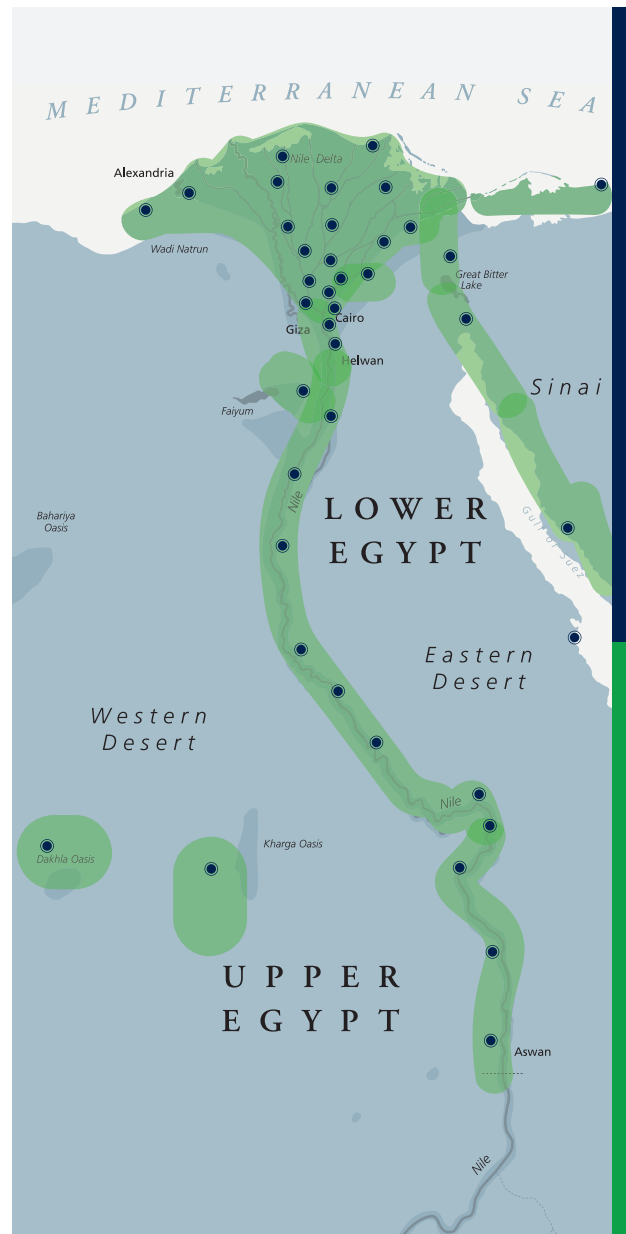 MEDITERRANEAN SEA
Nile Delta
Alexandria
Wadi Natrun
Great Bitter
Lake
Cairo
Giza
Helwan
Sinai
Faiyum
Nile
LOWER
EGYPT
Bahariya
Oasis
Gulf of Suez
Eastern
Desert
Western
Desert
Nile
Kharga Oasis
Dakhla Oasis
UPPER
EGYPT
Aswan
Nile